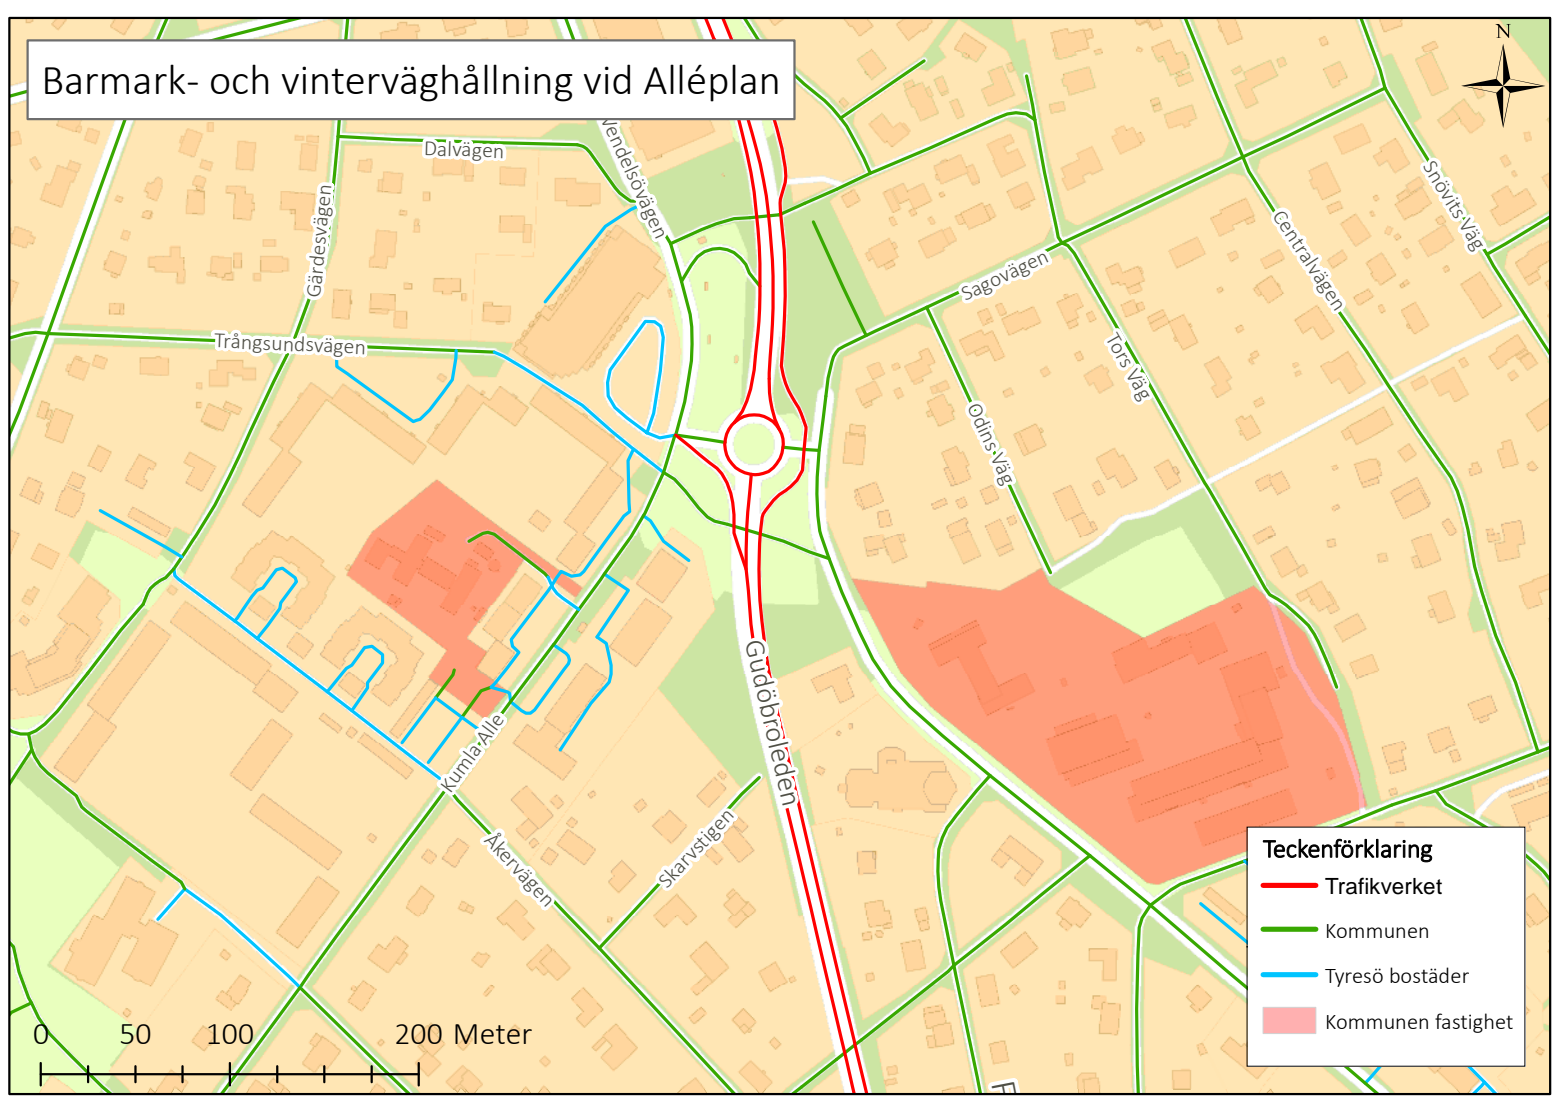 Barmark- och vinterväghållning vid Alléplan
N
Wendelsövägen
Dalvägen
Gärdesvägen
Trångsundsvägen
Snövits Väg
Centralvägen
Sagovägen
Tors Väg
Odins Väg
Gudöbroleden
Kumla Alle
Åkervägen
Skarvstigen
Teckenförklaring
Trafikverket
Kommunen
Tyresö bostäder
Kommunen fastighet
0 50 100 200 Meter